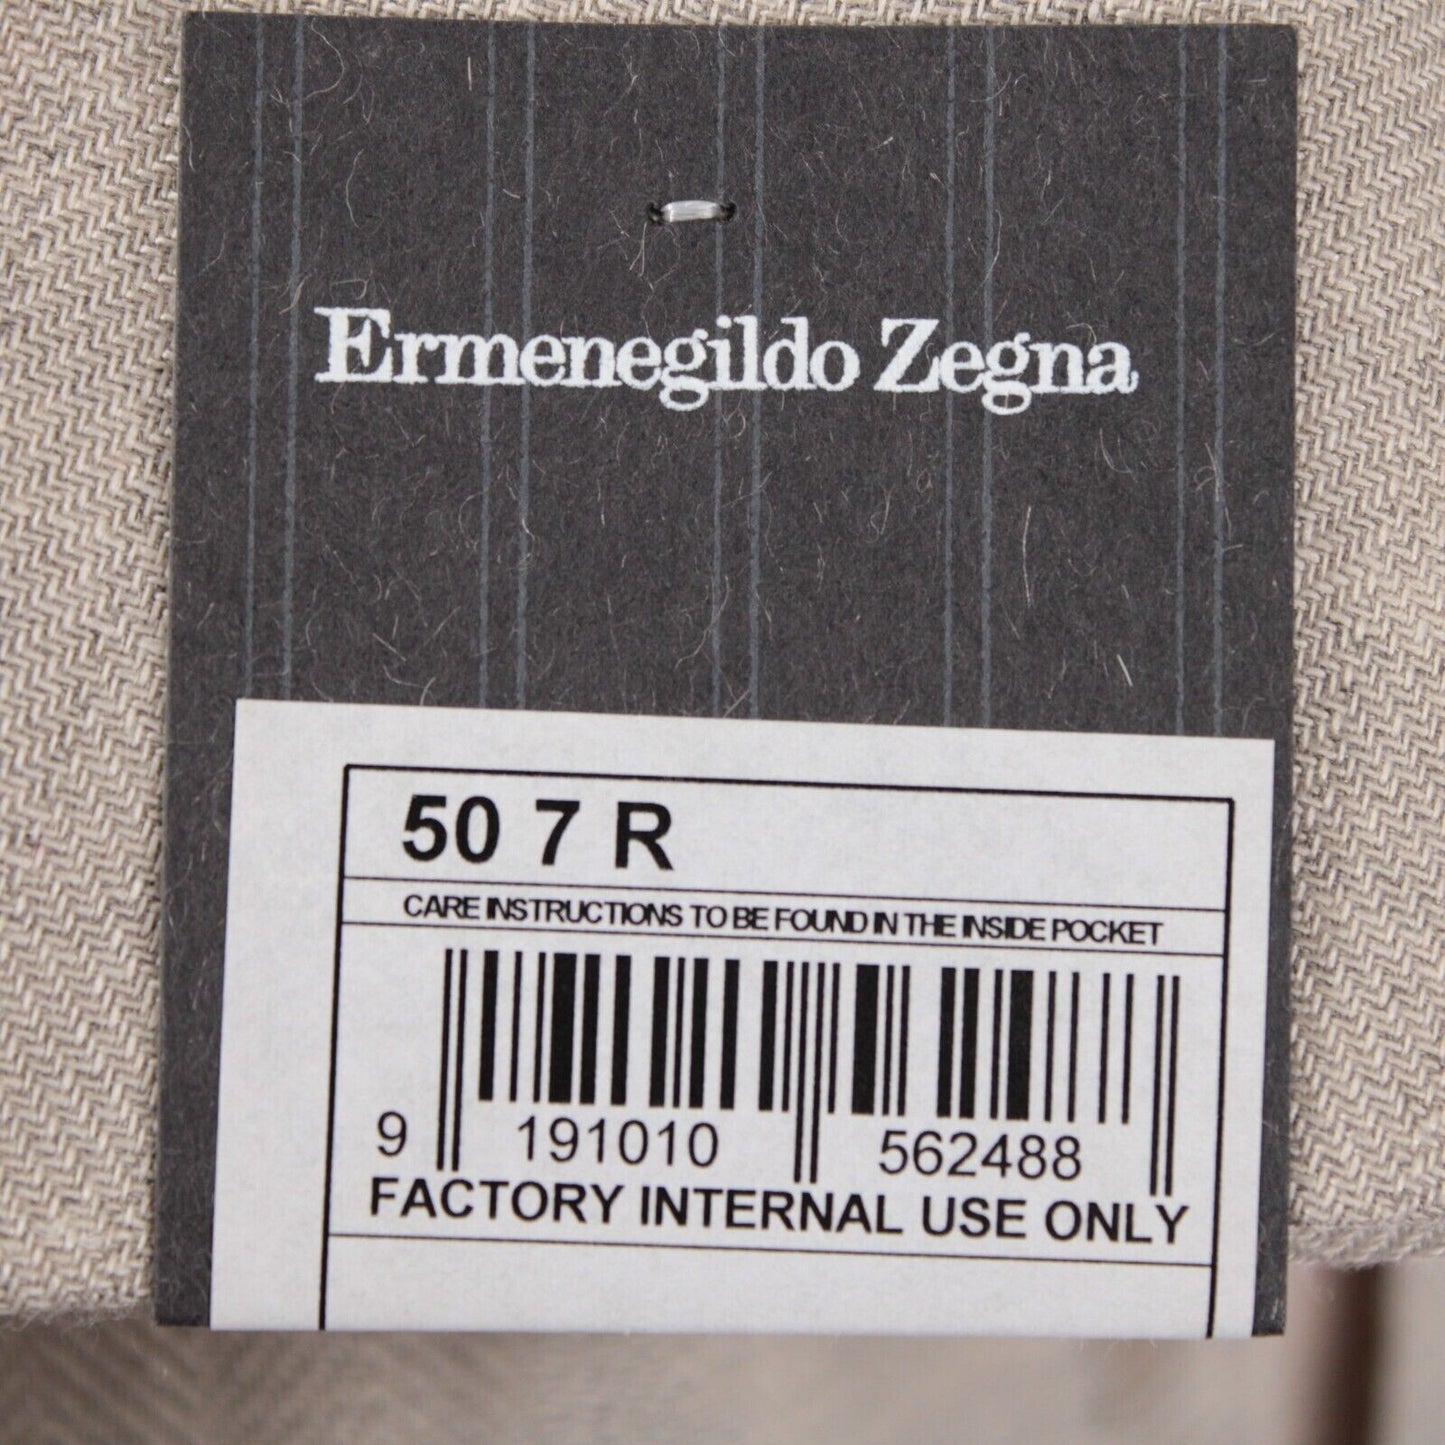 Ermenegildo Zegna
50 7 R
CARE INSTRUCTIONS TO BE FOUND IN THE INSIDE POCKET
9 191010 562488
FACTORY INTERNAL USE ONLY